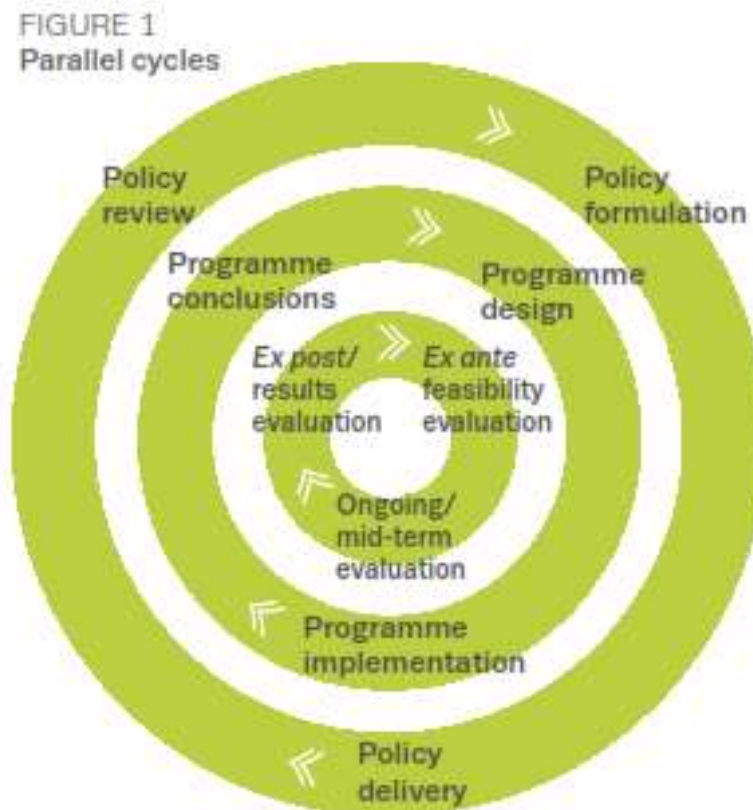 FIGURE 1
Parallel cycles
Policy
review
Policy
formulation
Programme
conclusions
Programme
design
Ex post/
results
evaluation
Ex ante
feasibility
evaluation
Ongoing/
mid-term
evaluation
Programme
implementation
Policy
delivery